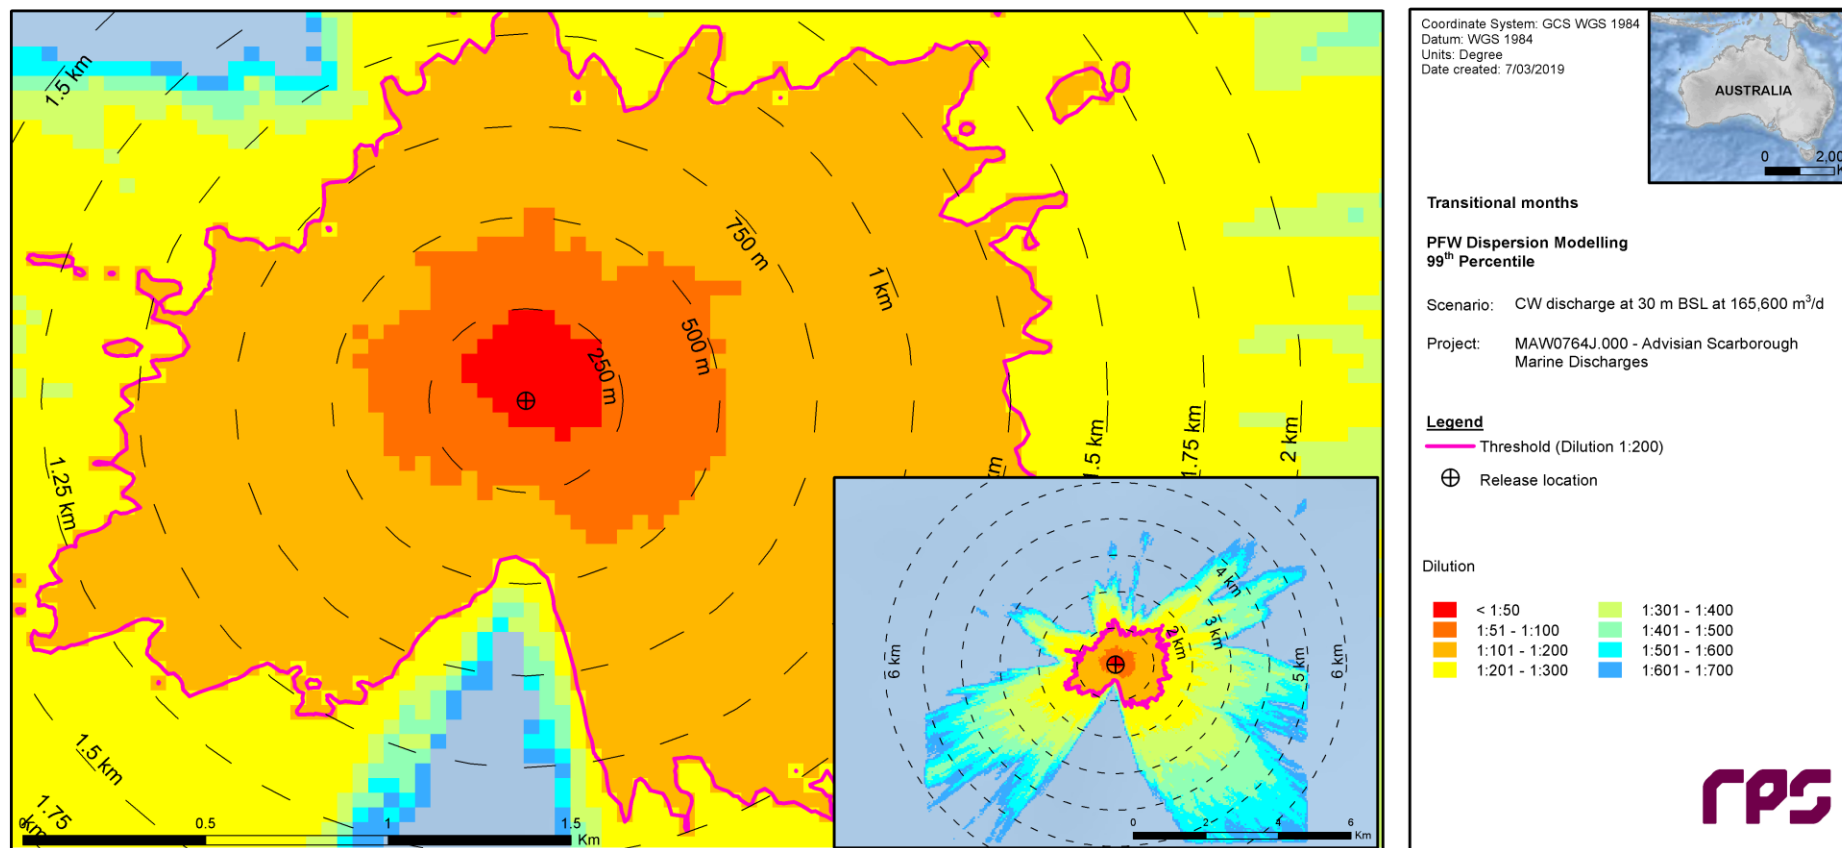 1.5 km
750 m
1 km
500 m
250 m
1.25 km
1.5 km
1.75 km
2 km
1.5 km
1.75
km
0
0.5
1
1.5
Km
4 km
3 km
2 km
6 km
5 km
6 km
0
2
4
6
Km
Coordinate System: GCS WGS 1984
Datum: WGS 1984
Units: Degree
Date created: 7/03/2019
AUSTRALIA
0 2,00
Transitional months
PFW Dispersion Modelling
99th Percentile
Scenario: CW discharge at 30 m BSL at 165,600 m³/d
Project: MAW0764J.000 - Advisian Scarborough
Marine Discharges
Legend
Threshold (Dilution 1:200)
Release location
Dilution
< 1:50
1:51 - 1:100
1:101 - 1:200
1:201 - 1:300
1:301 - 1:400
1:401 - 1:500
1:501 - 1:600
1:601 - 1:700
rps